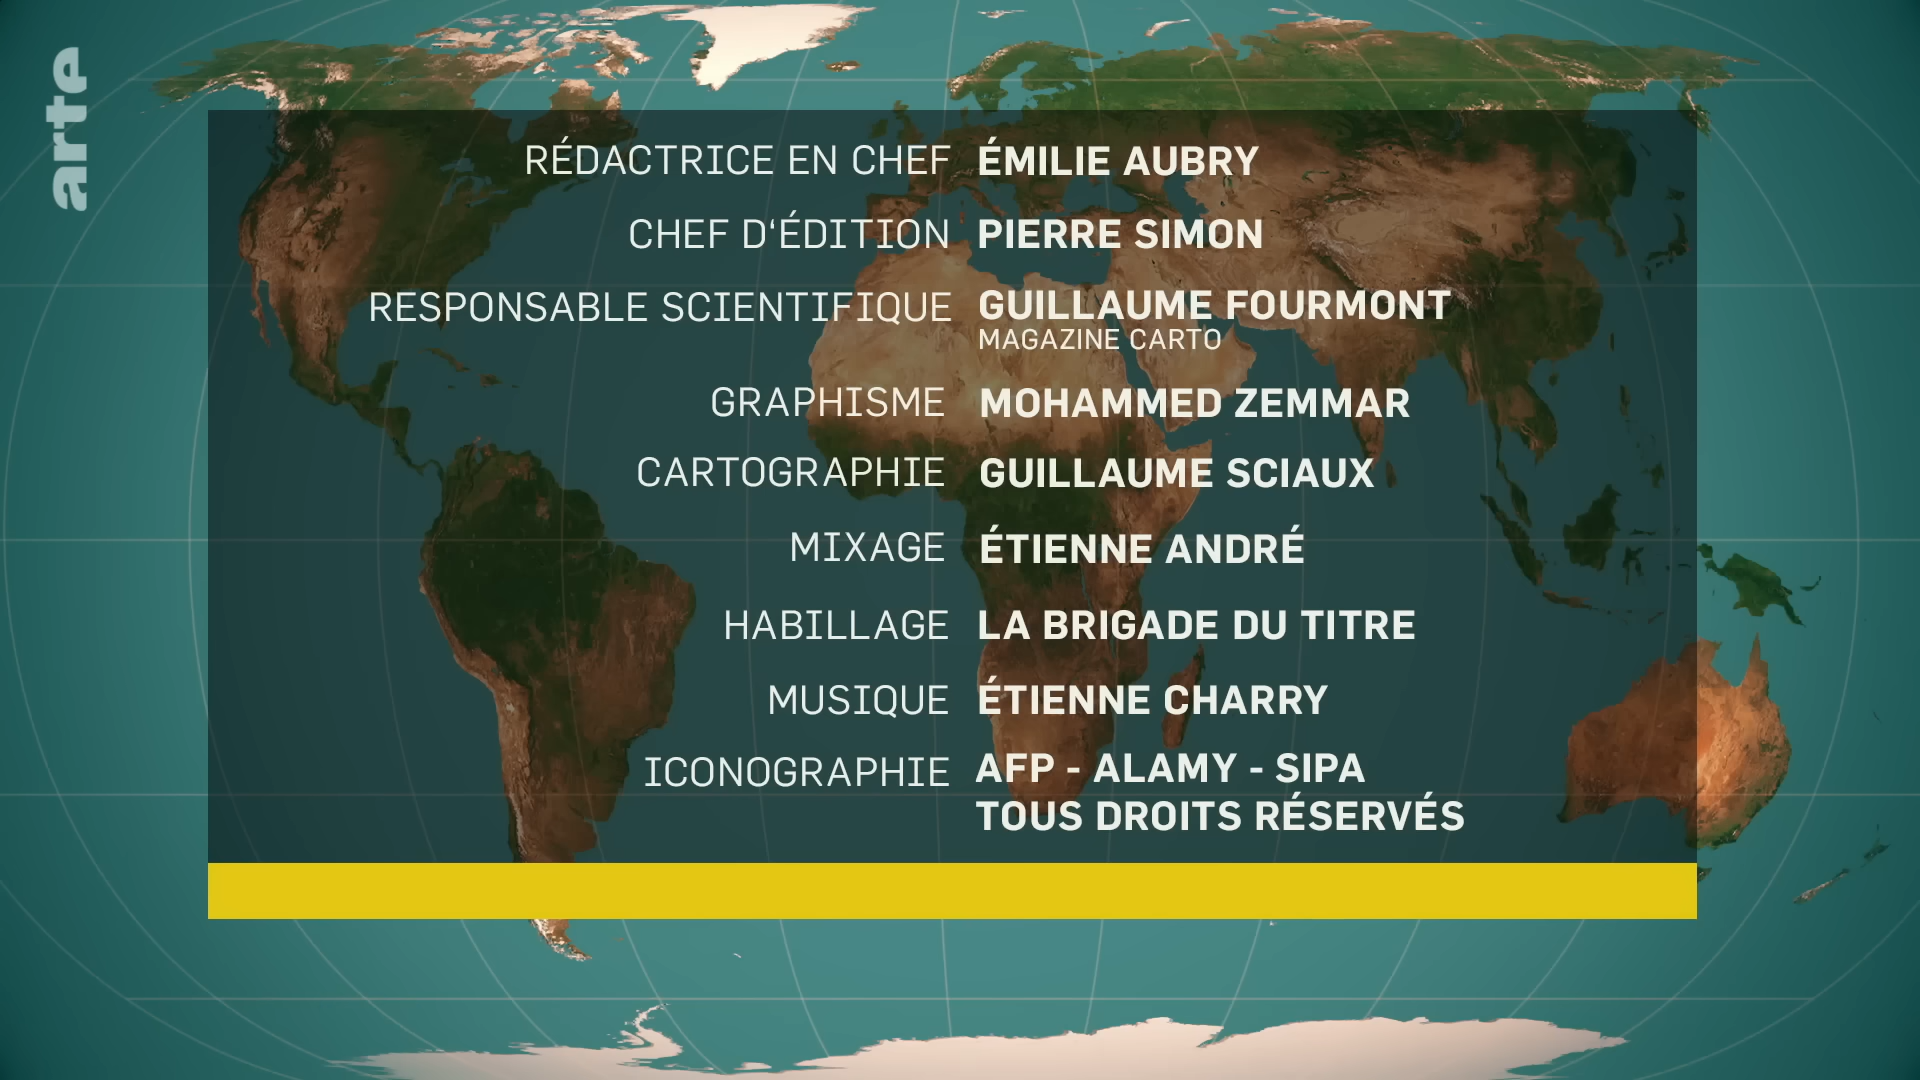 arte
RÉDACTRICE EN CHEF ÉMILIE AUBRY
CHEF D‘ÉDITION PIERRE SIMON
RESPONSABLE SCIENTIFIQUE GUILLAUME FOURMONT
MAGAZINE CARTO
GRAPHISME MOHAMMED ZEMMAR
CARTOGRAPHIE GUILLAUME SCIAUX
MIXAGE ÉTIENNE ANDRÉ
HABILLAGE LA BRIGADE DU TITRE
MUSIQUE ÉTIENNE CHARRY
ICONOGRAPHIE AFP - ALAMY - SIPA
TOUS DROITS RÉSERVÉS